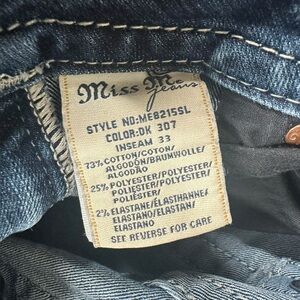 Miss Me
Jeans
STYLE NO:ME8215SL
COLOR:DK 307
INSEAM 33
73% COTTON/COTON/
ALGODÓN/BAUMWOLLE/
ALGODÃO
25% POLYESTER/POLYESTER/
POLIÉSTER/POLYESTER/
POLIÉSTER/
2% ELASTANE/ELASTHANNE/
ELASTANO/ELASTAN/
ELASTANO
SEE REVERSE FOR CARE